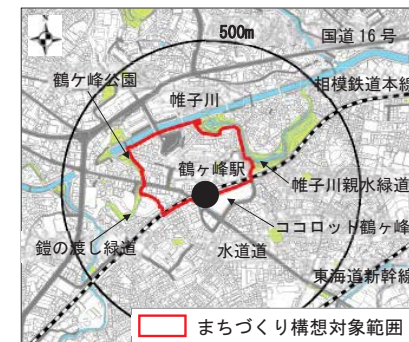 500m
国道16号
鶴ケ峰公園
帷子川
相模鉄道本線
鶴ヶ峰駅
帷子川親水緑道
ココロット鶴ヶ峰
鎧の渡し緑道
水道道
東海道新幹線
まちづくり構想対象範囲